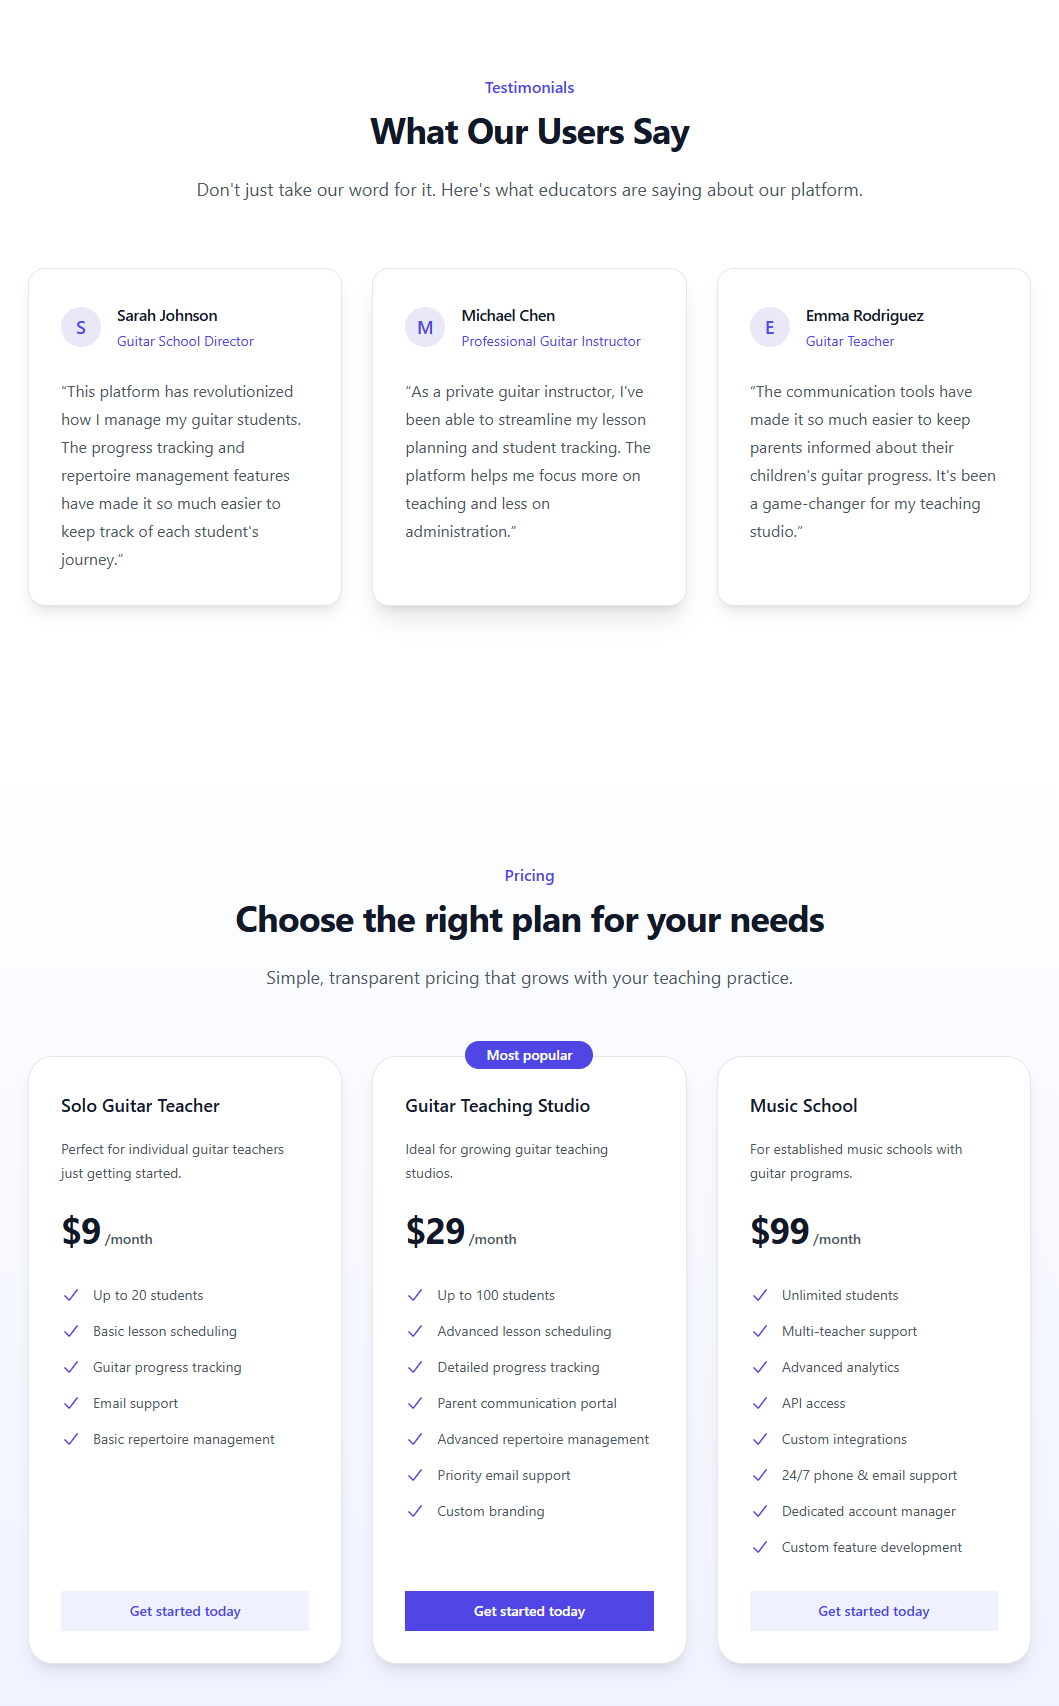 Testimonials
What Our Users Say
Don't just take our word for it. Here's what educators are saying about our platform.
S
Sarah Johnson
Guitar School Director
“This platform has revolutionized
how I manage my guitar students.
The progress tracking and
repertoire management features
have made it so much easier to
keep track of each student's
journey.”
M
Michael Chen
Professional Guitar Instructor
“As a private guitar instructor, I've
been able to streamline my lesson
planning and student tracking. The
platform helps me focus more on
teaching and less on
administration.”
E
Emma Rodriguez
Guitar Teacher
“The communication tools have
made it so much easier to keep
parents informed about their
children's guitar progress. It's been
a game-changer for my teaching
studio.”
Pricing
Choose the right plan for your needs
Simple, transparent pricing that grows with your teaching practice.
Solo Guitar Teacher
Perfect for individual guitar teachers
just getting started.
$9 /month
Up to 20 students
Basic lesson scheduling
Guitar progress tracking
Email support
Basic repertoire management
Get started today
Most popular
Guitar Teaching Studio
Ideal for growing guitar teaching
studios.
$29 /month
Up to 100 students
Advanced lesson scheduling
Detailed progress tracking
Parent communication portal
Advanced repertoire management
Priority email support
Custom branding
Get started today
Music School
For established music schools with
guitar programs.
$99 /month
Unlimited students
Multi-teacher support
Advanced analytics
API access
Custom integrations
24/7 phone & email support
Dedicated account manager
Custom feature development
Get started today